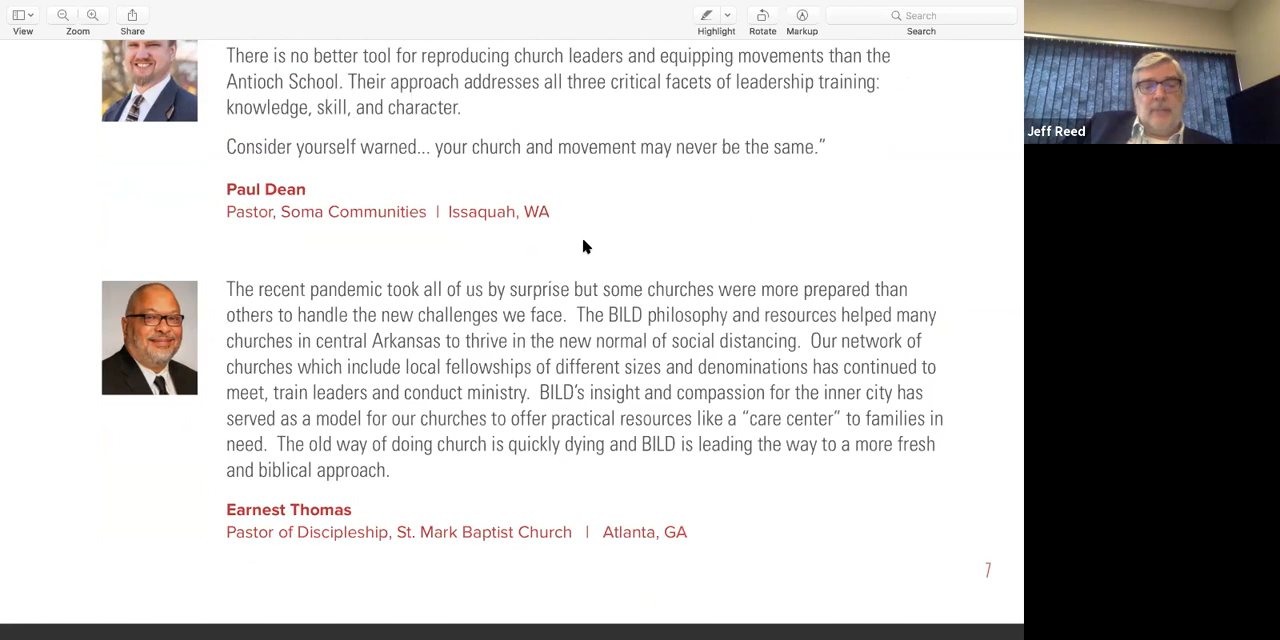 Search
View
Zoom
Share
Highlight
Rotate
Markup
Search
There is no better tool for reproducing church leaders and equipping movements than the
Antioch School. Their approach addresses all three critical facets of leadership training:
knowledge, skill, and character.
Consider yourself warned... your church and movement may never be the same.”
Paul Dean
Pastor, Soma Communities | Issaquah, WA
The recent pandemic took all of us by surprise but some churches were more prepared than
others to handle the new challenges we face. The BILD philosophy and resources helped many
churches in central Arkansas to thrive in the new normal of social distancing. Our network of
churches which include local fellowships of different sizes and denominations has continued to
meet, train leaders and conduct ministry. BILD’s insight and compassion for the inner city has
served as a model for our churches to offer practical resources like a “care center” to families in
need. The old way of doing church is quickly dying and BILD is leading the way to a more fresh
and biblical approach.
Earnest Thomas
Pastor of Discipleship, St. Mark Baptist Church | Atlanta, GA
7
Jeff Reed